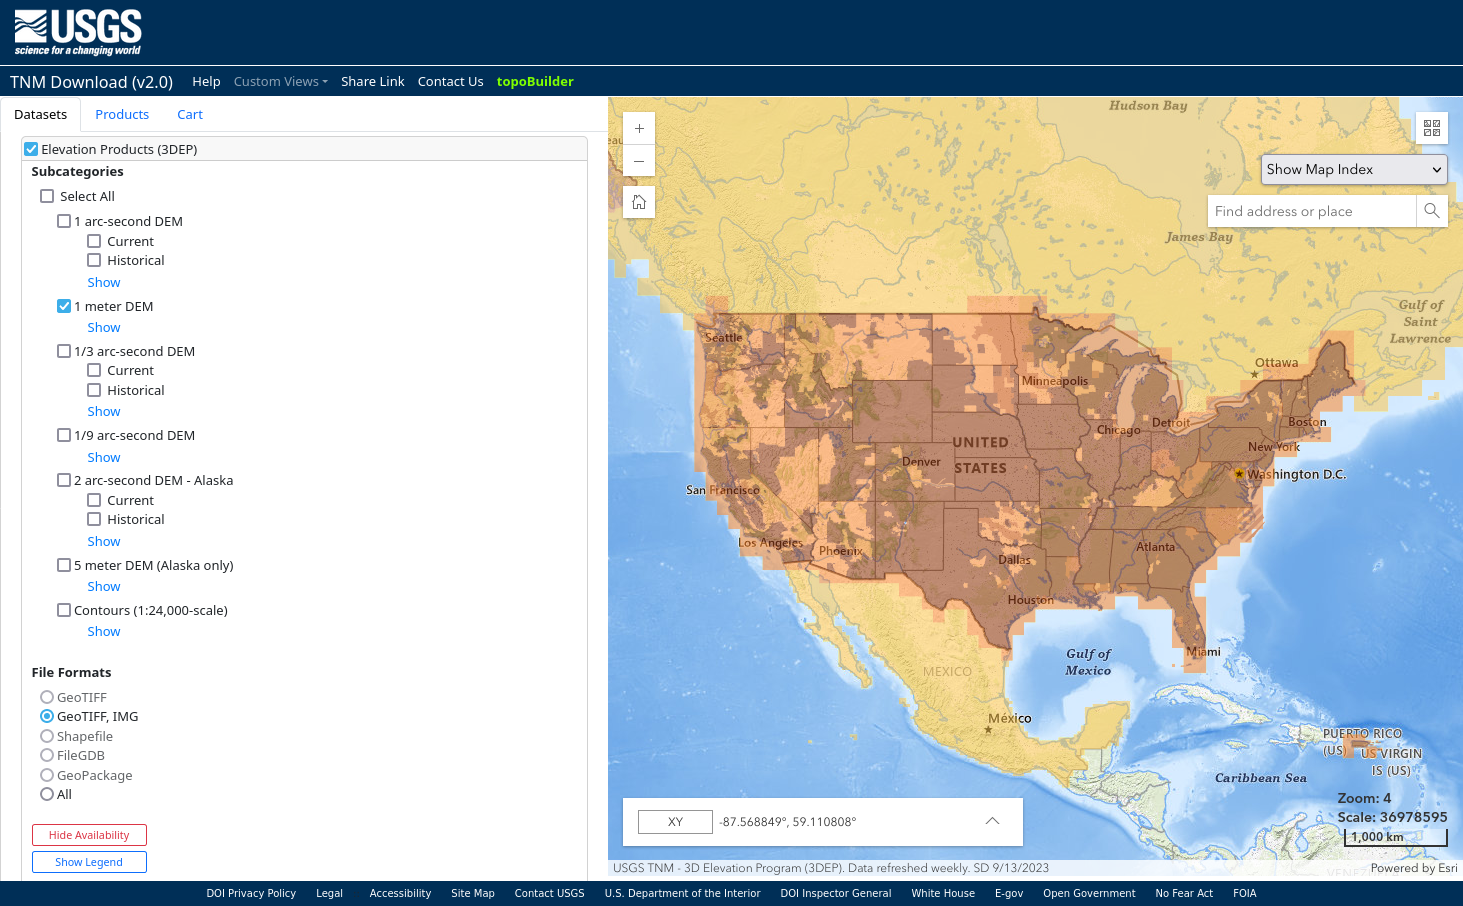 USGS
science for a changing world
TNM Download (v2.0)
Help
Custom Views
Share Link
Contact Us
topoBuilder
Datasets
Products
Cart
Elevation Products (3DEP)
Subcategories
Select All
1 arc-second DEM
Current
Historical
Show
1 meter DEM
Show
1/3 arc-second DEM
Current
Historical
Show
1/9 arc-second DEM
Show
2 arc-second DEM - Alaska
Current
Historical
Show
5 meter DEM (Alaska only)
Show
Contours (1:24,000-scale)
Show
File Formats
GeoTIFF
GeoTIFF, IMG
Shapefile
FileGDB
GeoPackage
All
Hide Availability
Show Legend
+
–
Show Map Index
Find address or place
Hudson Bay
James Bay
Gulf of
Saint
Lawrence
Seattle
Ottawa
Minneapolis
Chicago
Detroit
Boston
New York
UNITED
STATES
Denver
Washington D.C.
San Francisco
Los Angeles
Phoenix
Atlanta
Dallas
Houston
Miami
Gulf of
Mexico
MEXICO
México
PUERTO RICO
(US)
US VIRGIN
IS (US)
Caribbean Sea
Zoom: 4
Scale: 36978595
1,000 km
XY
-87.568849°, 59.110808°
USGS TNM - 3D Elevation Program (3DEP). Data refreshed weekly. SD 9/13/2023
Powered by Esri
DOI Privacy Policy
Legal
Accessibility
Site Map
Contact USGS
U.S. Department of the Interior
DOI Inspector General
White House
E-gov
Open Government
No Fear Act
FOIA